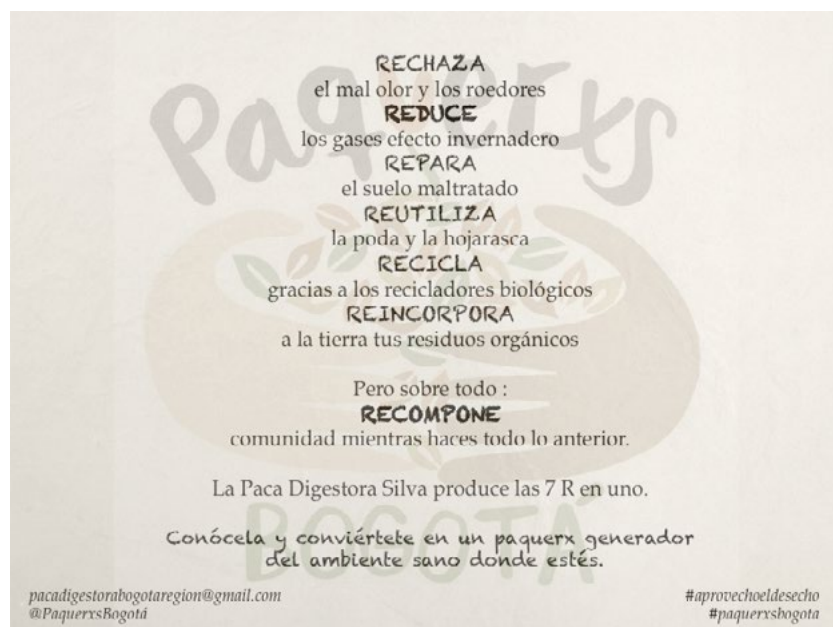 Paquerxs
RECHAZA
el mal olor y los roedores
REDUCE
los gases efecto invernadero
REPARA
el suelo maltratado
REUTILIZA
la poda y la hojarasca
RECICLA
gracias a los recicladores biológicos
REINCORPORA
a la tierra tus residuos orgánicos
Pero sobre todo :
RECOMPONE
comunidad mientras haces todo lo anterior.
La Paca Digestora Silva produce las 7 R en uno.
BOGOTÁ
Conócela y conviértete en un paquerx generador
del ambiente sano donde estés.
pacadigestorabogotaregion@gmail.com
@PaquerxsBogotá
#aprovechoeldesecho
#paquerxsbogota